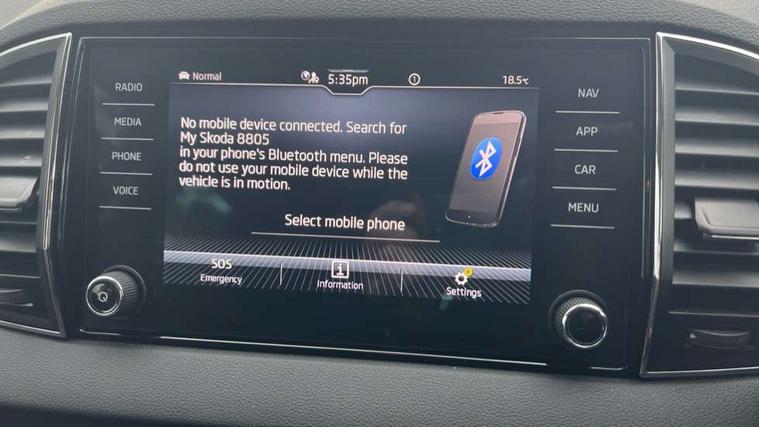 Normal
5:35pm
1
18.5°C
RADIO
MEDIA
PHONE
VOICE
No mobile device connected. Search for
My Skoda 8805
in your phone's Bluetooth menu. Please
do not use your mobile device while the
vehicle is in motion.
Select mobile phone
SOS
Emergency
i
Information
Settings
NAV
APP
CAR
MENU